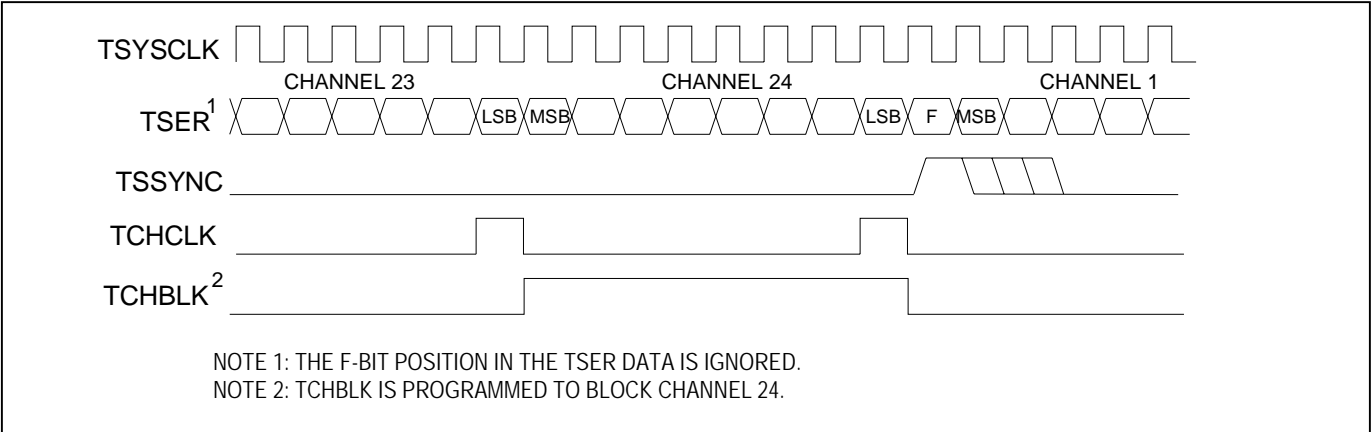 TSYSCLK
CHANNEL 23 CHANNEL 24 CHANNEL 1
TSER1 LSB MSB LSB F MSB
TSSYNC
TCHCLK
TCHBLK2
NOTE 1: THE F-BIT POSITION IN THE TSER DATA IS IGNORED.
NOTE 2: TCHBLK IS PROGRAMMED TO BLOCK CHANNEL 24.